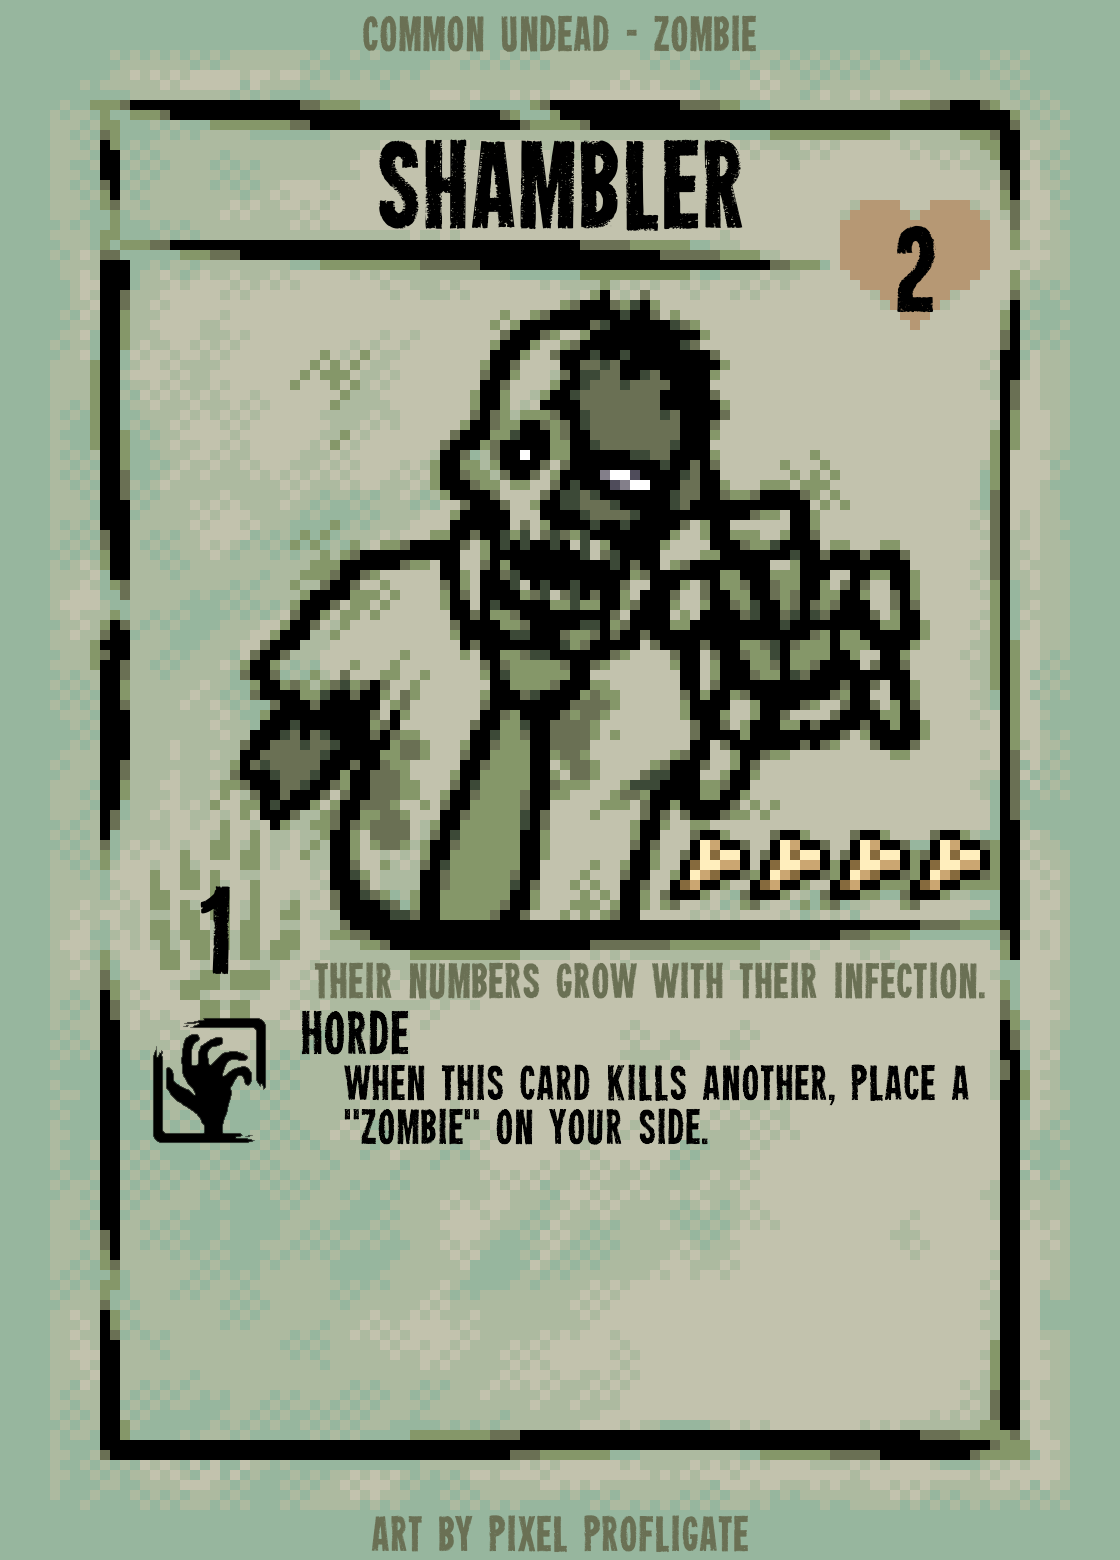 COMMON UNDEAD - ZOMBIE
SHAMBLER
2
1
THEIR NUMBERS GROW WITH THEIR INFECTION.
HORDE
WHEN THIS CARD KILLS ANOTHER, PLACE A
"ZOMBIE" ON YOUR SIDE.
ART BY PIXEL PROFLIGATE